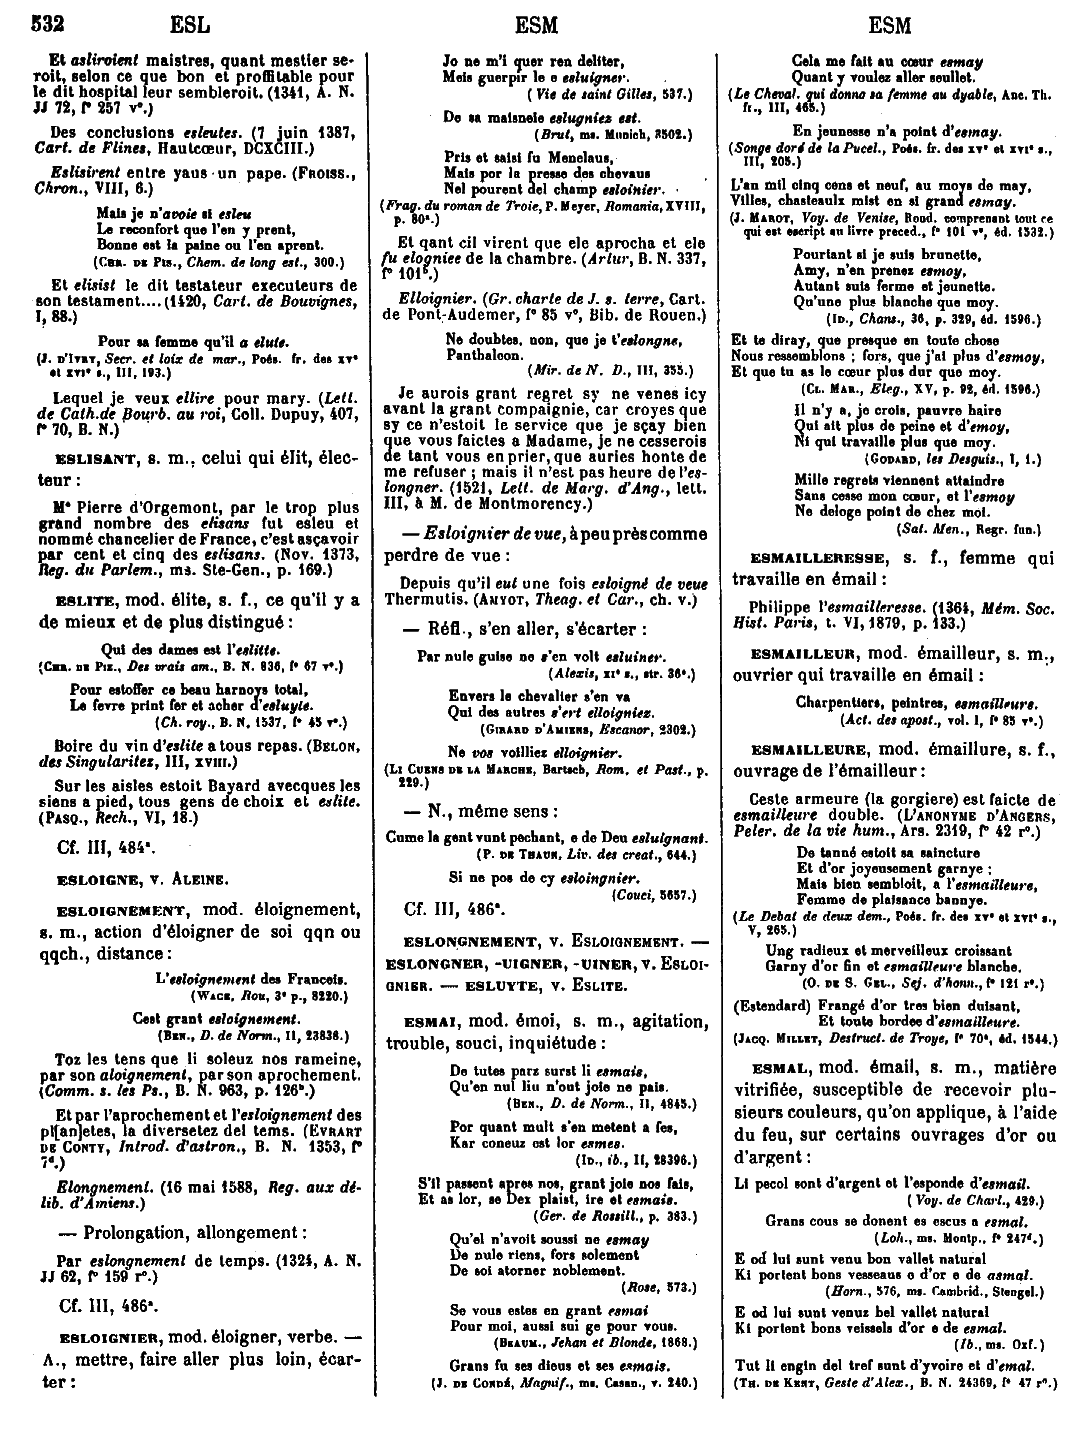 532 ESL ESM ESM
Et asliroient maistres, quant mestier se-
roit, selon ce que bon et proffitable pour
le dit hospital leur sembleroit. (1341, A. N.
JJ 72, fº 257 vº.)
Des conclusions esleutes. (7 juin 1387,
Cart. de Flines, Hautcœur, DCXCIII.)
Eslisirent entre yaus un pape. (FROISS.,
Chron., VIII, 6.)
Mais je n'avoie si esleu
Le reconfort que l'en y prent,
Bonne est la paine ou l'en aprent.
(CHR. DE PIS., Chem. de long est., 300.)
Et elisist le dit testateur executeurs de
son testament.... (1420, Cart. de Bouvignes,
I, 88.)
Pour sa femme qu'il a elute.
(J. D'IVRY, Secr. et loix de mar., Poés. fr. des XVᵉ
et XVIᵉ s., III, 193.)
Lequel je veux ellire pour mary. (Lett.
de Cath. de Bourb. au roi, Coll. Dupuy, 407,
fº 70, B. N.)
ESLISANT, s. m., celui qui élit, élec-
teur :
Mᵉ Pierre d'Orgemont, par le trop plus
grand nombre des elisans fut esleu et
nommé chancelier de France, c'est asçavoir
par cent et cinq des eslisans. (Nov. 1373,
Reg. du Parlem., ms. Ste-Gen., p. 169.)
ESLITE, mod. élite, s. f., ce qu'il y a
de mieux et de plus distingué :
Qui des dames est l'eslitte.
(CHR. DE PIZ., Des vrais am., B. N. 836, fº 67 vº.)
Pour estoffer ce beau harnoys total,
Le fevre print fer et acher d'esluyte.
(Ch. roy., B. N. 1537, fº 45 vº.)
Boire du vin d'eslite a tous repas. (BELON,
des Singularitez, III, XVIII.)
Sur les aisles estoit Bayard avecques les
siens a pied, tous gens de choix et eslite.
(PASQ., Rech., VI, 18.)
Cf. III, 484ᵃ.
ESLOIGNE, v. ALEINE.
ESLOIGNEMENT, mod. éloignement,
s. m., action d'éloigner de soi qqn ou
qqch., distance :
L'esloignement des Francois.
(WACE, Rou, 3ᵉ p., 8220.)
Cest grant esloignement.
(BEN., D. de Norm., II, 23838.)
Toz les tens que li soleuz nos rameine,
par son aloignement, par son aprochement.
(Comm. s. les Ps., B. N. 963, p. 126ᵃ.)
Et par l'aprochement et l'esloignement des
pl[an]etes, la diversetez del tems. (EVRART
DE CONTY, Introd. d'astron., B. N. 1353, fº
7ᵈ.)
Elongnement. (16 mai 1588, Reg. aux dé-
lib. d'Amiens.)
— Prolongation, allongement :
Par eslongnement de temps. (1324, A. N.
JJ 62, fº 159 rº.)
Cf. III, 486ᵃ.
ESLOIGNIER, mod. éloigner, verbe. —
A., mettre, faire aller plus loin, écar-
ter :
Jo ne m'i quer ren deliter,
Meis guerpir le e esluigner.
(Vie de saint Gilles, 537.)
De sa maisnele eslugniez est.
(Brut, ms. Munich, 3502.)
Pris et saisi fu Menelaus,
Mais por la presse des chevaus
Nel pourent del champ esloinier.
(Frag. du roman de Troie, P. Meyer, Romania, XVIII,
p. 80ᵃ.)
Et qant cil virent que ele aprocha et ele
fu elogniee de la chambre. (Artur, B. N. 337,
fº 101ᵇ.)
Elloignier. (Gr. charte de J. s. terre, Cart.
de Pont-Audemer, fº 85 vº, Bib. de Rouen.)
Ne doubtes, non, que je t'eslongne,
Panthaleon.
(Mir. de N. D., III, 355.)
Je aurois grant regret sy ne venes icy
avant la grant compaignie, car croyes que
sy ce n'estoit le service que je sçay bien
que vous faictes a Madame, je ne cesserois
de tant vous en prier, que auries honte de
me refuser ; mais il n'est pas heure de l'es-
longner. (1521, Lett. de Marg. d'Ang., lett.
III, à M. de Montmorency.)
— Esloignier de vue, à peu près comme
perdre de vue :
Depuis qu'il eut une fois esloigné de veue
Thermutis. (AMYOT, Theag. et Car., ch. v.)
— Réfl., s'en aller, s'écarter :
Par nule guise ne s'en volt esluiner.
(Alexis, XIᵉ s., str. 36ᵉ.)
Envers le chevalier s'en va
Qui des autres s'ert elloigniez.
(GIRARD D'AMIENS, Escanor, 2302.)
Ne vos voilliez elloignier.
(LI CUENS DE LA MARCHE, Bartsch, Rom. et Past., p.
229.)
— N., même sens :
Cume la gent vunt pechant, e de Deu esluignant.
(P. DE THAUN, Liv. des creat., 644.)
Si ne pos de cy esloingnier.
(Couci, 5657.)
Cf. III, 486ᵃ.
ESLONGNEMENT, v. ESLOIGNEMENT. —
ESLONGNER, -UIGNER, -UINER, v. ESLOI-
GNIER. — ESLUYTE, v. ESLITE.
ESMAI, mod. émoi, s. m., agitation,
trouble, souci, inquiétude :
De tutes parz surst li esmais,
Qu'en nul liu n'out joie ne pais.
(BEN., D. de Norm., II, 4845.)
Por quant mult s'en metent a fes,
Kar coneuz est lor esmes.
(ID., ib., II, 28396.)
S'il passent apres nos, grant joie nos fais,
Et as lor, se Dex plaist, ire et esmais.
(Ger. de Rossill., p. 383.)
Qu'el n'avoit soussi ne esmay
De nule riens, fors solement
De soi atorner noblement.
(Rose, 573.)
Se vous estes en grant esmai
Pour moi, aussi sui ge pour vous.
(BEAUM., Jehan et Blonde, 1868.)
Grans fu ses dieus et ses esmais.
(J. DE CONDÉ, Magnif., ms. Casan., v. 240.)
Cela me fait au cœur esmay
Quant y voulez aller seullet.
(Le Cheval. qui donna sa femme au dyable, Anc. Th.
fr., III, 465.)
En jeunesse n'a point d'esmay.
(Songe doré de la Pucel., Poés. fr. des XVᵉ et XVIᵉ s.,
III, 205.)
L'an mil cinq cens et neuf, au moys de may,
Villes, chasteaulx mist en si grand esmay.
(J. MAROT, Voy. de Venise, Roud. comprenant tout ce
qui est escript au livre preced., fº 101 vº, éd. 1532.)
Pourtant si je suis brunette,
Amy, n'en prenez esmoy,
Autant suis ferme et jeunette.
Qu'une plus blanche que moy.
(ID., Chans., 36, p. 329, éd. 1596.)
Et te diray, que presque en toute chose
Nous ressemblons ; fors, que j'ai plus d'esmoy,
Et que tu as le cœur plus dur que moy.
(CL. MAR., Eleg., XV, p. 92, éd. 1596.)
Il n'y a, je crois, pauvre haire
Qui ait plus de peine et d'emoy,
Ni qui travaille plus que moy.
(GODARD, les Desguis., I, 1.)
Mille regrets viennent attaindre
Sans cesse mon cœur, et l'esmoy
Ne deloge point de chez moi.
(Sat. Men., Regr. fun.)
ESMAILLERESSE, s. f., femme qui
travaille en émail :
Philippe l'esmailleresse. (1364, Mém. Soc.
Hist. Paris, t. VI, 1879, p. 133.)
ESMAILLEUR, mod. émailleur, s. m.,
ouvrier qui travaille en émail :
Charpentiers, peintres, esmailleurs.
(Act. des apost., vol. I, fº 85 vº.)
ESMAILLEURE, mod. émaillure, s. f.,
ouvrage de l'émailleur :
Ceste armeure (la gorgiere) est faicte de
esmailleure double. (L'ANONYME D'ANGERS,
Peler. de la vie hum., Ars. 2319, fº 42 rº.)
De tanné estoit sa saincture
Et d'or joyeusement garnye ;
Mais bien sembloit, a l'esmailleure,
Femme de plaisance bannye.
(Le Debat de deux dem., Poés. fr. des XVᵉ et XVIᵉ s.,
V, 265.)
Ung radieux et merveilleux croissant
Garny d'or fin et esmailleure blanche.
(O. DE S. GEL., Sej. d'honn., fº 121 rº.)
(Estendard) Frangé d'or tres bien duisant,
Et toute bordee d'esmailleure.
(JACQ. MILLET, Destruct. de Troye, fº 70ᵃ, éd. 1544.)
ESMAL, mod. émail, s. m., matière
vitrifiée, susceptible de recevoir plu-
sieurs couleurs, qu'on applique, à l'aide
du feu, sur certains ouvrages d'or ou
d'argent :
Li pecol sont d'argent et l'esponde d'esmail.
(Voy. de Charl., 429.)
Grans cous se donent es escus a esmal.
(Loh., ms. Montp., fº 247ᵈ.)
E od lui sunt venu bon vallet natural
Ki portent bons vesseaus o d'or e de asmal.
(Horn., 576, ms. Cambrid., Stengel.)
E od lui sunt venuz bel vallet natural
Ki portent bons veissels d'or e de esmal.
(Ib., ms. Oxf.)
Tut li engin del tref sunt d'yvoire et d'emal.
(TH. DE KENT, Geste d'Alex., B. N. 24369, fº 47 rº.)